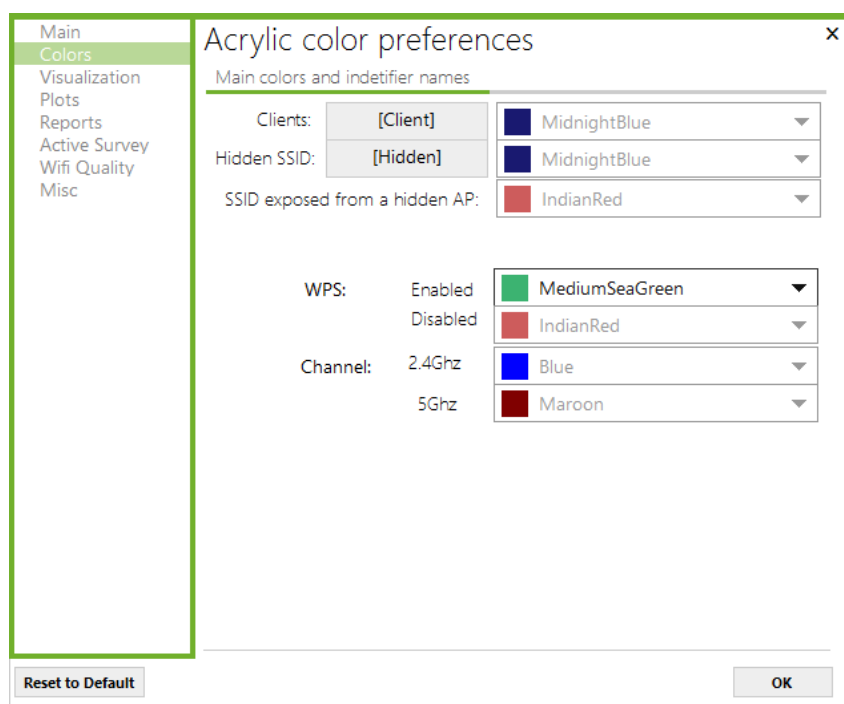 Main
Colors
Visualization
Plots
Reports
Active Survey
Wifi Quality
Misc
Acrylic color preferences
x
Main colors and indetifier names
Clients: [Client] MidnightBlue
Hidden SSID: [Hidden] MidnightBlue
SSID exposed from a hidden AP: IndianRed
WPS: Enabled MediumSeaGreen
Disabled IndianRed
Channel: 2.4Ghz Blue
5Ghz Maroon
Reset to Default OK